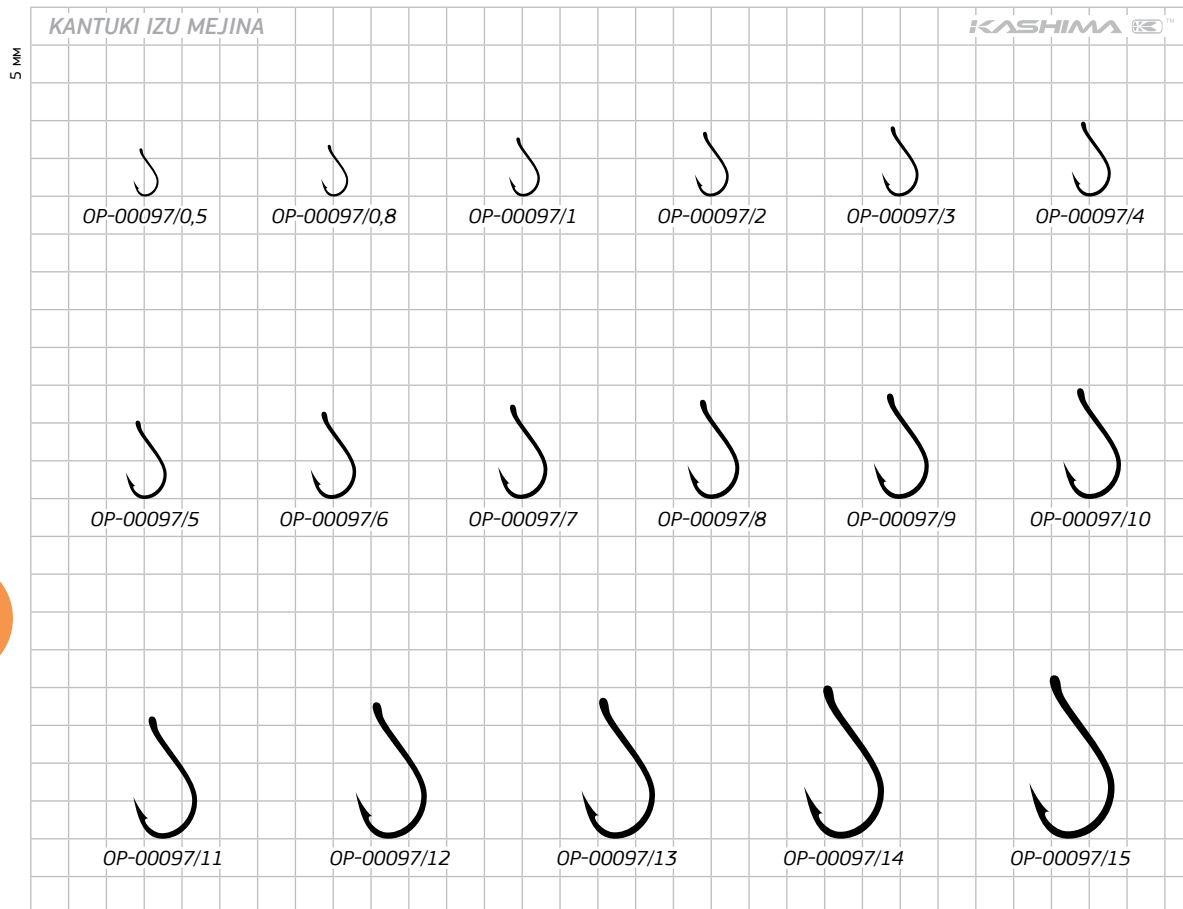 KANTUKI IZU MEJINA
KASHIMA K ™
5 мм
OP-00097/0,5
OP-00097/0,8
OP-00097/1
OP-00097/2
OP-00097/3
OP-00097/4
OP-00097/5
OP-00097/6
OP-00097/7
OP-00097/8
OP-00097/9
OP-00097/10
OP-00097/11
OP-00097/12
OP-00097/13
OP-00097/14
OP-00097/15